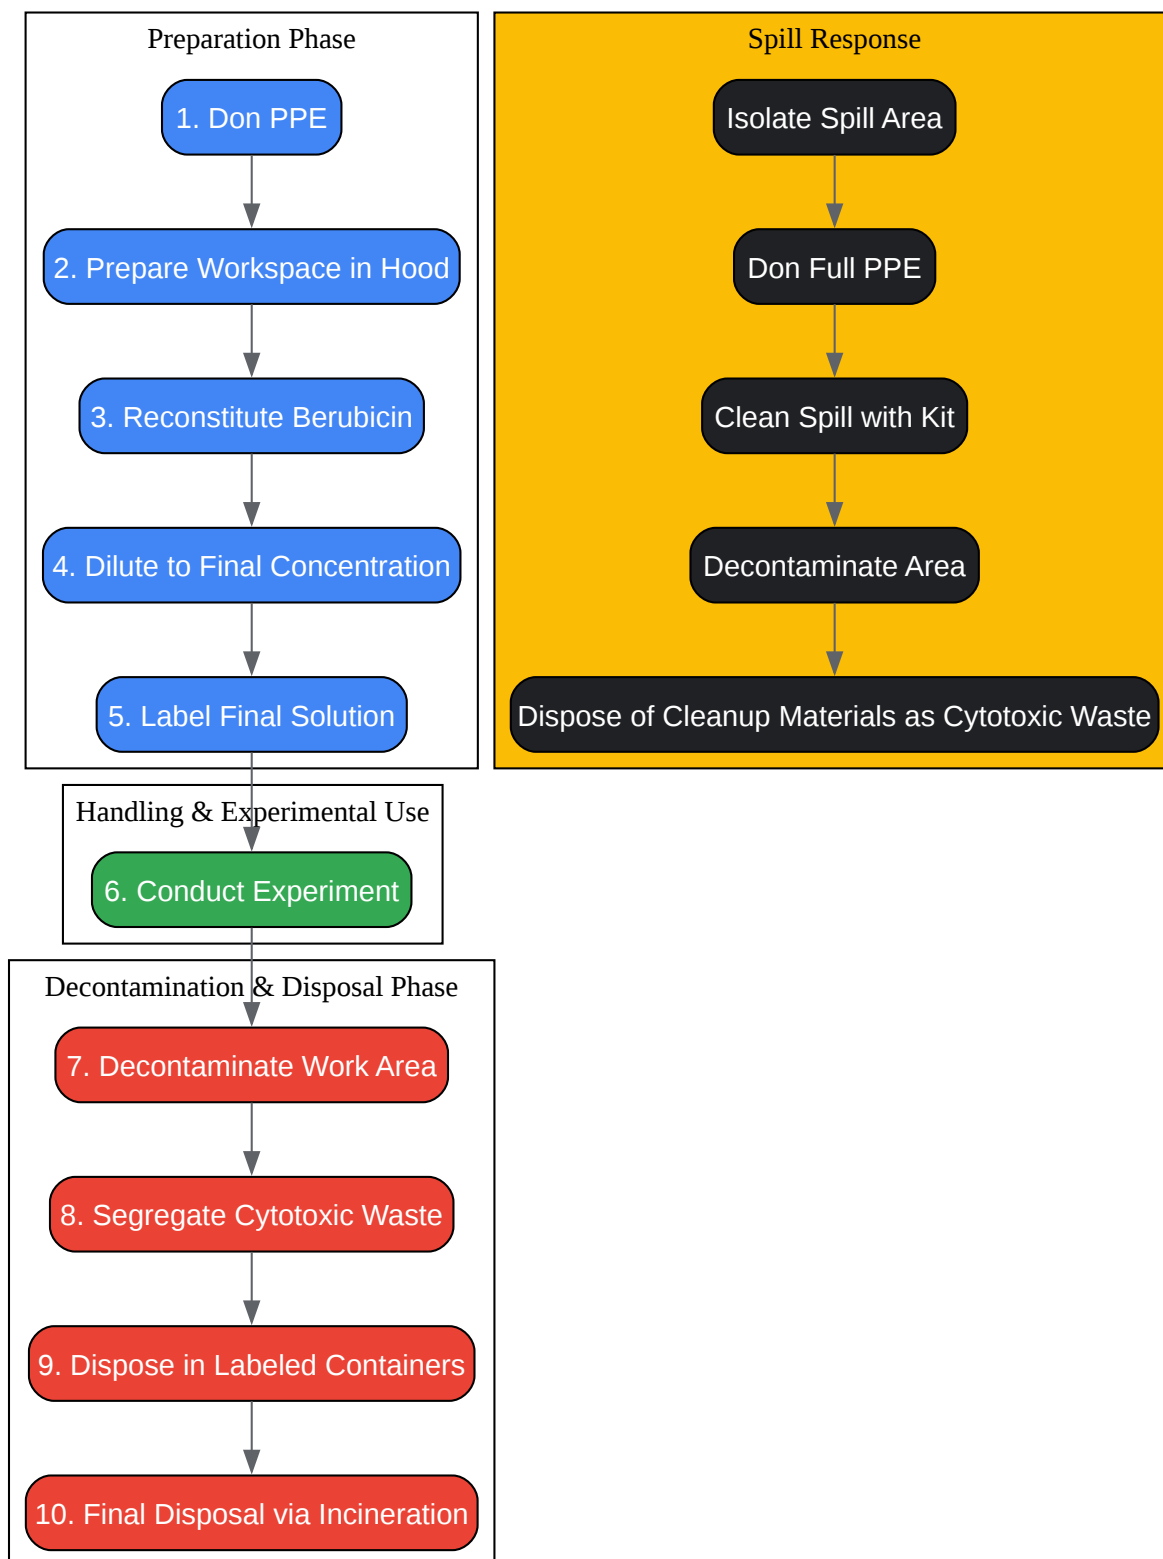 Preparation Phase
1. Don PPE
2. Prepare Workspace in Hood
3. Reconstitute Berubicin
4. Dilute to Final Concentration
5. Label Final Solution
Handling & Experimental Use
6. Conduct Experiment
Decontamination & Disposal Phase
7. Decontaminate Work Area
8. Segregate Cytotoxic Waste
9. Dispose in Labeled Containers
10. Final Disposal via Incineration
Spill Response
Isolate Spill Area
Don Full PPE
Clean Spill with Kit
Decontaminate Area
Dispose of Cleanup Materials as Cytotoxic Waste